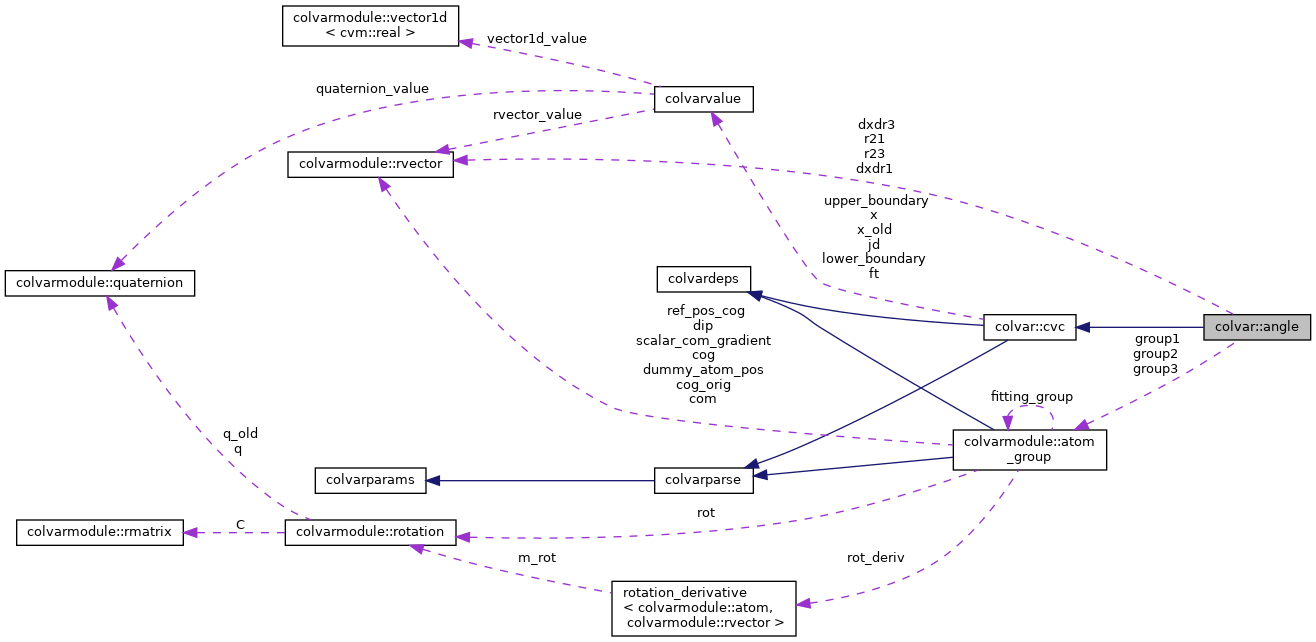 colvarmodule::vector1d
< cvm::real >
vector1d_value
quaternion_value
colvarvalue
rvector_value
dxdr3
r21
r23
dxdr1
colvarmodule::rvector
upper_boundary
x
x_old
jd
lower_boundary
ft
colvardeps
colvarmodule::quaternion
ref_pos_cog
dip
scalar_com_gradient
cog
dummy_atom_pos
cog_orig
com
colvar::cvc
colvar::angle
group1
group2
group3
fitting_group
colvarmodule::atom
_group
q_old
q
colvarparams
colvarparse
rot
colvarmodule::rmatrix
C
colvarmodule::rotation
m_rot
rot_deriv
rotation_derivative
< colvarmodule::atom,
colvarmodule::rvector >